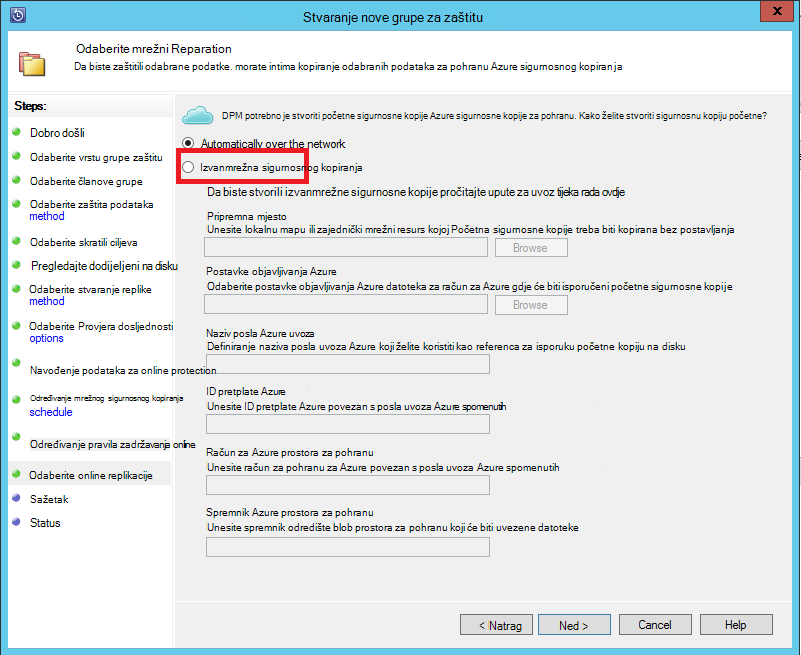 Stvaranje nove grupe za zaštitu
x
Odaberite mrežni Reparation
Da biste zaštitili odabrane podatke. morate intima kopiranje odabranih podataka za pohranu Azure sigurnosnog kopiranja
Steps:
Dobro došli
Odaberite vrstu grupe zaštitu
Odaberite članove grupe
Odaberite zaštita podataka
method
Odaberite skratili ciljeva
Pregledajte dodijeljeni na disku
Odaberite stvaranje replike
method
Odaberite Provjera dosljednosti
options
Navođenje podataka za online protection
Određivanje mrežnog sigurnosnog kopiranja
schedule
Određivanje pravila zadržavanja online
Odaberite online replikacije
Sažetak
Status
DPM potrebno je stvoriti početne sigurnosne kopije Azure sigurnosne kopije za pohranu. Kako želite stvoriti sigurnosnu kopiju početne?
Automatically over the network
Izvanmrežna sigurnosnog kopiranja
Da biste stvorili izvanmrežne sigurnosne kopije pročitajte upute za uvoz tijeka rada ovdje
Pripremna mjesto
Unesite lokalnu mapu ili zajednički mrežni resurs kojoj Početna sigurnosne kopije treba biti kopirana bez postavljanja
Browse
Postavke objavljivanja Azure
Odaberite postavke objavljivanja Azure datoteka za račun za Azure gdje će biti isporučeni početne sigurnosne kopije
Browse
Naziv posla Azure uvoza
Definiranje naziva posla uvoza Azure koji želite koristiti kao referenca za isporuku početne kopiju na disku
ID pretplate Azure
Unesite ID pretplate Azure povezan s posla uvoza Azure spomenutih
Račun za Azure prostora za pohranu
Unesite račun za pohranu za Azure povezan s posla uvoza Azure spomenutih
Spremnik Azure prostora za pohranu
Unesite spremnik odredište blob prostora za pohranu koji će biti uvezene datoteke
< Natrag
Ned >
Cancel
Help